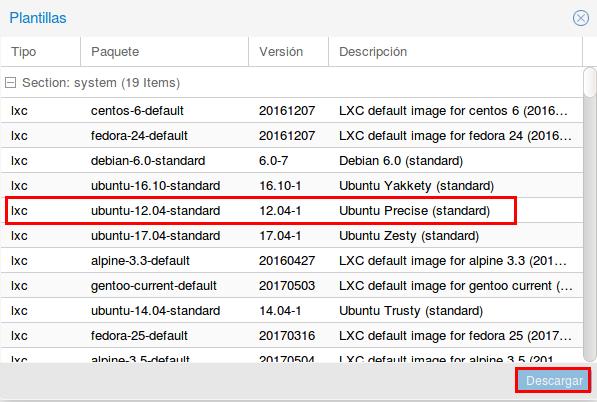 Plantillas
Tipo Paquete Versión Descripción
Section: system (19 Items)
lxc centos-6-default 20161207 LXC default image for centos 6 (2016…
lxc fedora-24-default 20161207 LXC default image for fedora 24 (2016…
lxc debian-6.0-standard 6.0-7 Debian 6.0 (standard)
lxc ubuntu-16.10-standard 16.10-1 Ubuntu Yakkety (standard)
lxc ubuntu-12.04-standard 12.04-1 Ubuntu Precise (standard)
lxc ubuntu-17.04-standard 17.04-1 Ubuntu Zesty (standard)
lxc alpine-3.3-default 20160427 LXC default image for alpine 3.3 (201…
lxc gentoo-current-default 20170503 LXC default image for gentoo current (…
lxc ubuntu-14.04-standard 14.04-1 Ubuntu Trusty (standard)
lxc fedora-25-default 20170316 LXC default image for fedora 25 (2017…
lxc alpine-3.5-default 20170504 LXC default image for alpine 3.5 (201…
Descargar